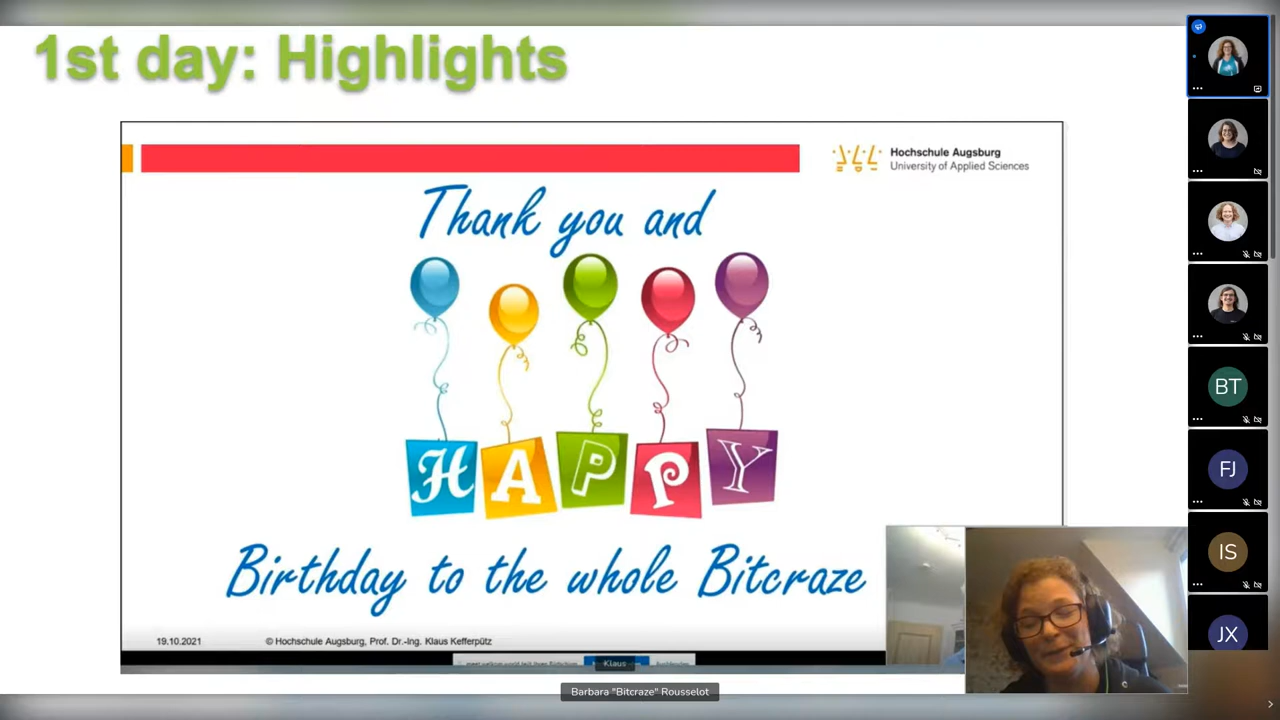 1st day: Highlights
Hochschule Augsburg
University of Applied Sciences
Thank you and
HAPPY
Birthday to the whole Bitcraze
19.10.2021
© Hochschule Augsburg, Prof. Dr.-Ing. Klaus Kefferpütz
Klaus
Barbara "Bitcraze" Rousselot
BT
FJ
IS
JX